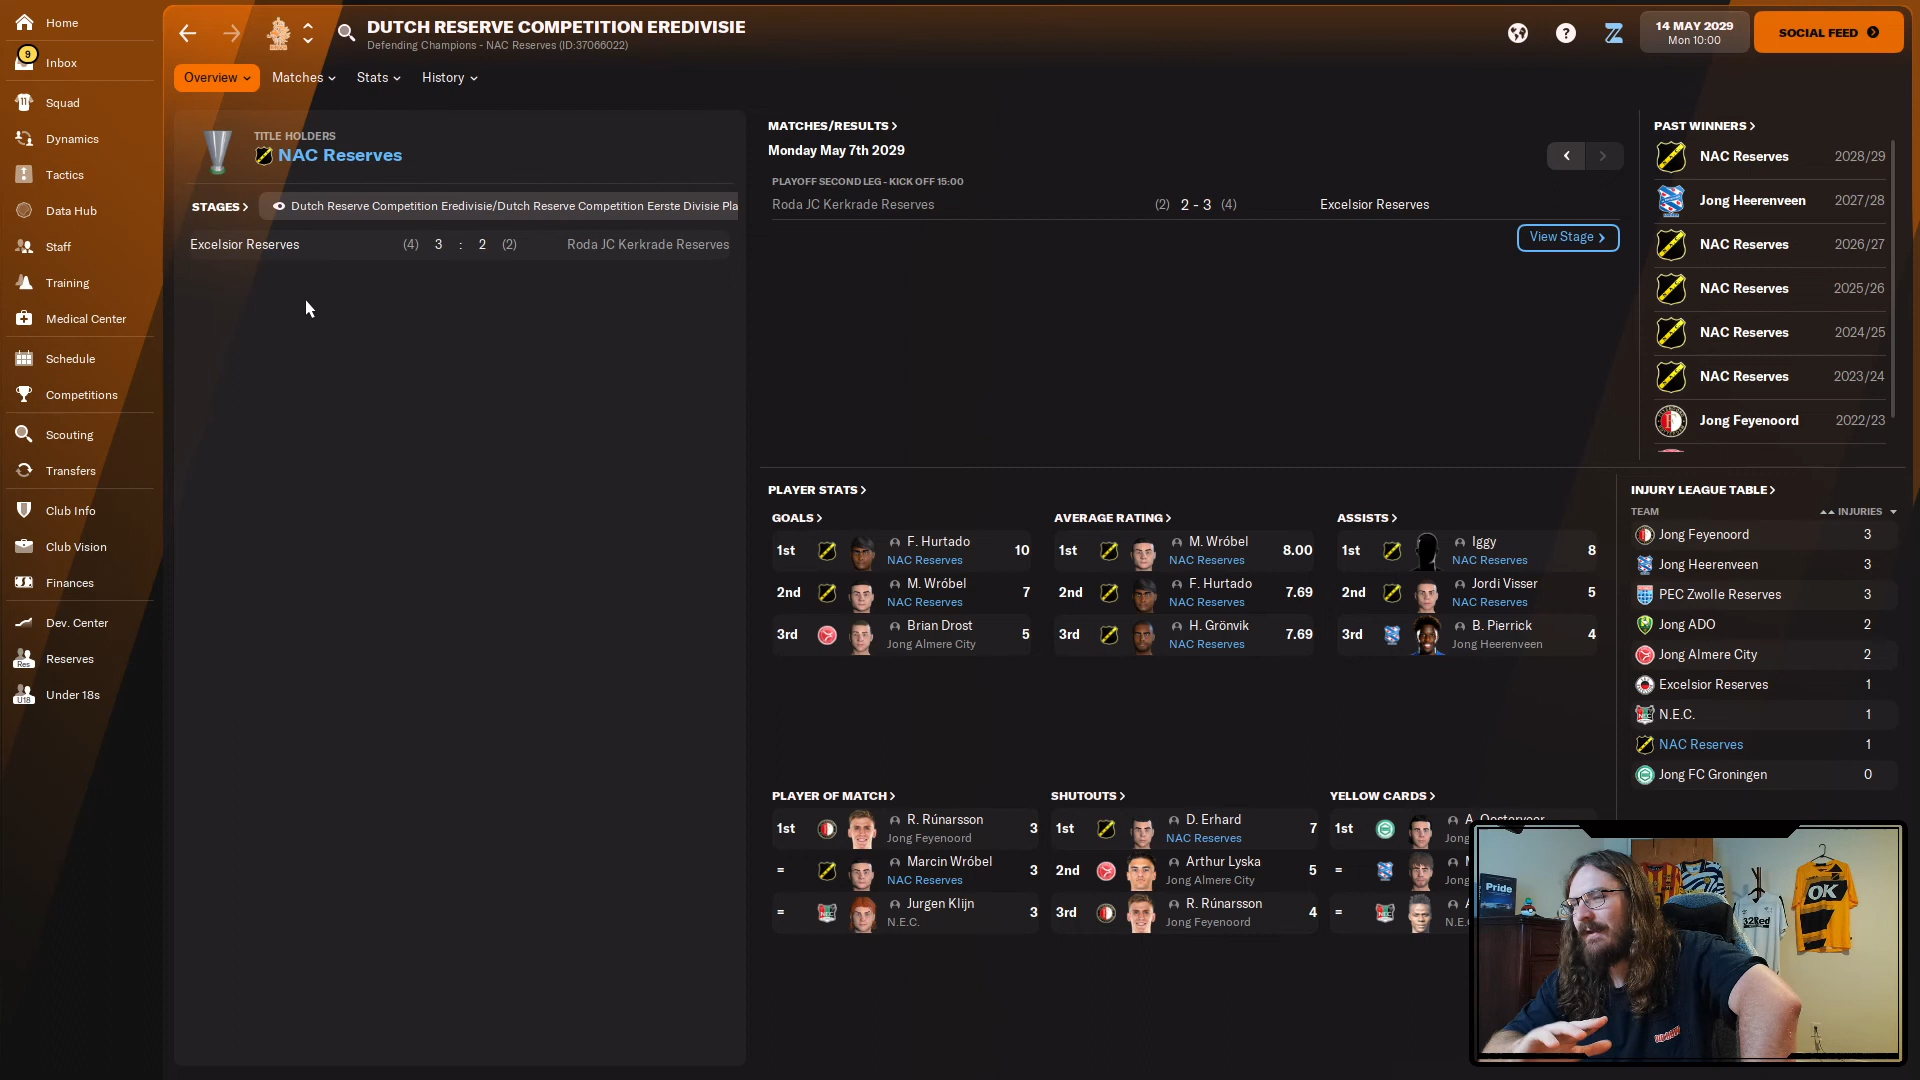 Home
9
Inbox
Squad
Dynamics
Tactics
Data Hub
Staff
Training
Medical Center
Schedule
Competitions
Scouting
Transfers
Club Info
Club Vision
Finances
Dev. Center
Res
Reserves
U18
Under 18s
DUTCH RESERVE COMPETITION EREDIVISIE
Defending Champions - NAC Reserves (ID:37066022)
14 MAY 2029
Mon 10:00
SOCIAL FEED
Overview
Matches
Stats
History
TITLE HOLDERS
NAC Reserves
STAGES
Dutch Reserve Competition Eredivisie/Dutch Reserve Competition Eerste Divisie Pla
Excelsior Reserves (4) 3 : 2 (2) Roda JC Kerkrade Reserves
MATCHES/RESULTS
Monday May 7th 2029
PLAYOFF SECOND LEG - KICK OFF 15:00
Roda JC Kerkrade Reserves (2) 2 - 3 (4) Excelsior Reserves
View Stage
PAST WINNERS
NAC Reserves 2028/29
Jong Heerenveen 2027/28
NAC Reserves 2026/27
NAC Reserves 2025/26
NAC Reserves 2024/25
NAC Reserves 2023/24
Jong Feyenoord 2022/23
PLAYER STATS
GOALS
1st F. Hurtado 10
NAC Reserves
2nd M. Wróbel 7
NAC Reserves
3rd Brian Drost 5
Jong Almere City
AVERAGE RATING
1st M. Wróbel 8.00
NAC Reserves
2nd F. Hurtado 7.69
NAC Reserves
3rd H. Grönvik 7.69
NAC Reserves
ASSISTS
1st Iggy 8
NAC Reserves
2nd Jordi Visser 5
NAC Reserves
3rd B. Pierrick 4
Jong Heerenveen
INJURY LEAGUE TABLE
TEAM INJURIES
Jong Feyenoord 3
Jong Heerenveen 3
PEC Zwolle Reserves 3
Jong ADO 2
Jong Almere City 2
Excelsior Reserves 1
N.E.C. 1
NAC Reserves 1
Jong FC Groningen 0
PLAYER OF MATCH
1st R. Rúnarsson 3
Jong Feyenoord
= Marcin Wróbel 3
NAC Reserves
= Jurgen Klijn 3
N.E.C.
SHUTOUTS
1st D. Erhard 7
NAC Reserves
2nd Arthur Lyska 5
Jong Almere City
3rd R. Rúnarsson 4
Jong Feyenoord
YELLOW CARDS
1st
Jong
=
Jong
=
N.E.C
Pride
32Red
OK